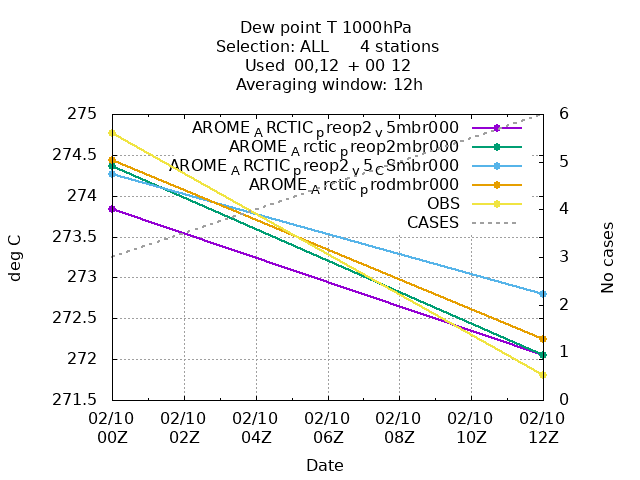 Dew point T 1000hPa
Selection: ALL 4 stations
Used 00,12 + 00 12
Averaging window: 12h
275
274.5
274
273.5
273
272.5
272
271.5
deg C
6
5
4
3
2
1
0
No cases
AROME_ARCTIC_preop2_v5mbr000
AROME_Arctic_preop2mbr000
AROME_ARCTIC_preop2_v5_CSmbr000
AROME_Arctic_prodmbr000
OBS
CASES
02/10 00Z
02/10 02Z
02/10 04Z
02/10 06Z
02/10 08Z
02/10 10Z
02/10 12Z
Date